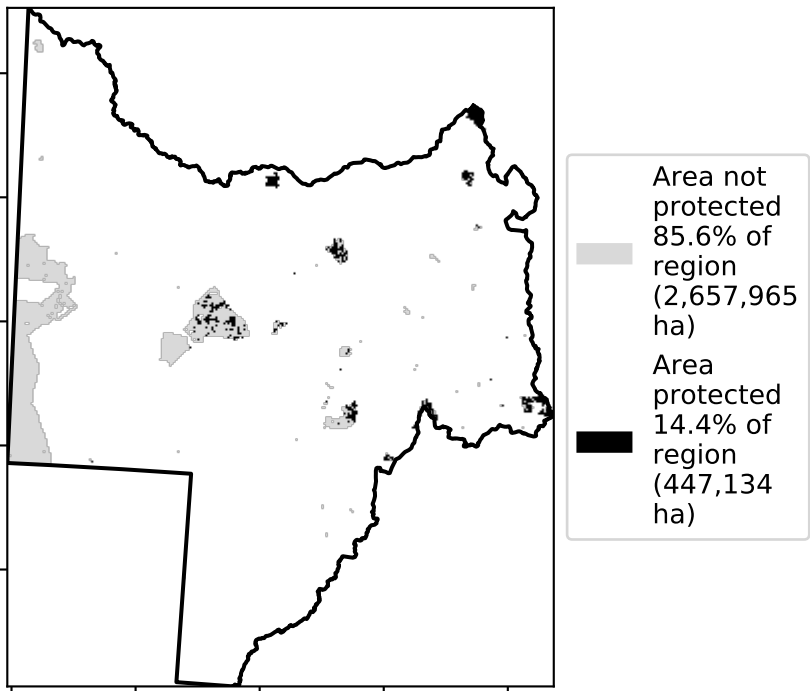 Area not
protected
85.6% of
region
(2,657,965
ha)
Area
protected
14.4% of
region
(447,134
ha)